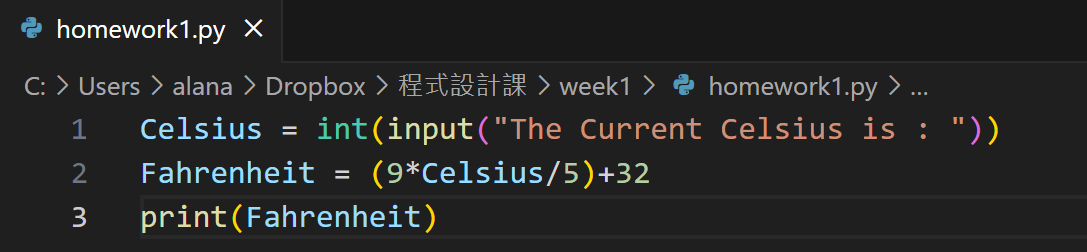 homework1.py ×
C: > Users > alana > Dropbox > 程式設計課 > week1 > homework1.py > ...
1 Celsius = int(input("The Current Celsius is : "))
2 Fahrenheit = (9*Celsius/5)+32
3 print(Fahrenheit)